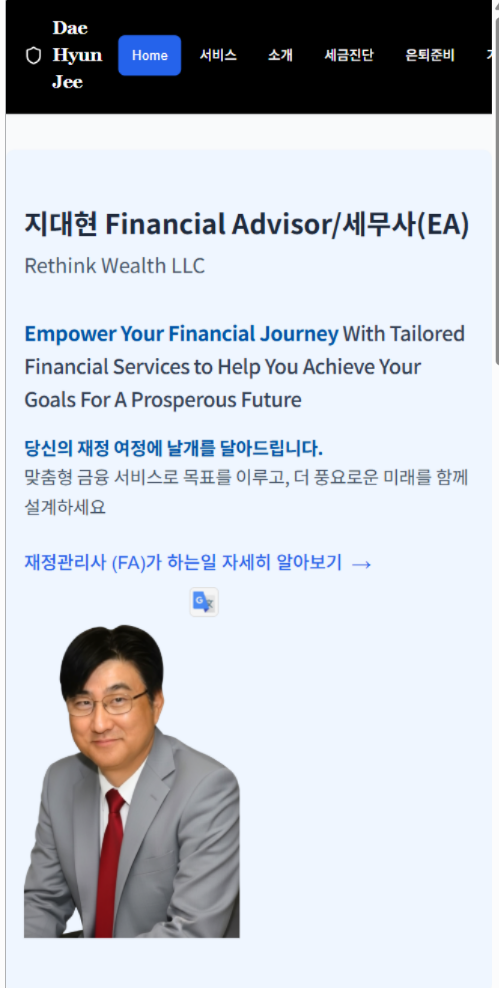 Dae
Hyun
Jee
Home
서비스
소개
세금진단
은퇴준비
지대현 Financial Advisor/세무사(EA)
Rethink Wealth LLC
Empower Your Financial Journey With Tailored
Financial Services to Help You Achieve Your
Goals For A Prosperous Future
당신의 재정 여정에 날개를 달아드립니다.
맞춤형 금융 서비스로 목표를 이루고, 더 풍요로운 미래를 함께
설계하세요
재정관리사 (FA)가 하는일 자세히 알아보기 →